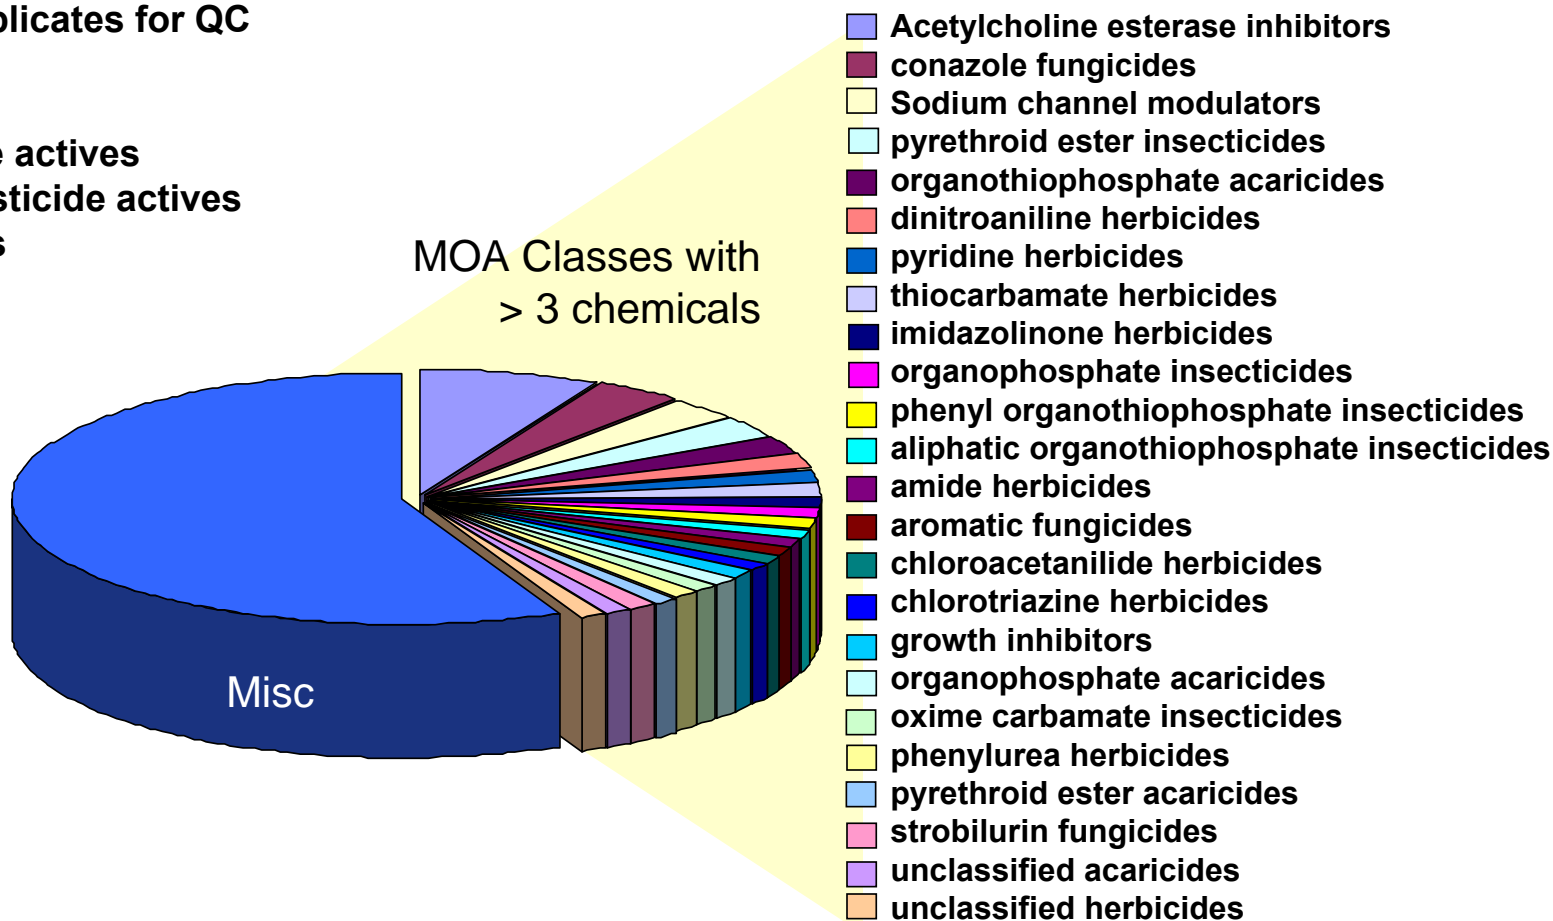 plicates for QC
actives
sticide actives
MOA Classes with
> 3 chemicals
Misc
Acetylcholine esterase inhibitors
conazole fungicides
Sodium channel modulators
pyrethroid ester insecticides
organothiophosphate acaricides
dinitroaniline herbicides
pyridine herbicides
thiocarbamate herbicides
imidazolinone herbicides
organophosphate insecticides
phenyl organothiophosphate insecticides
aliphatic organothiophosphate insecticides
amide herbicides
aromatic fungicides
chloroacetanilide herbicides
chlorotriazine herbicides
growth inhibitors
organophosphate acaricides
oxime carbamate insecticides
phenylurea herbicides
pyrethroid ester acaricides
strobilurin fungicides
unclassified acaricides
unclassified herbicides